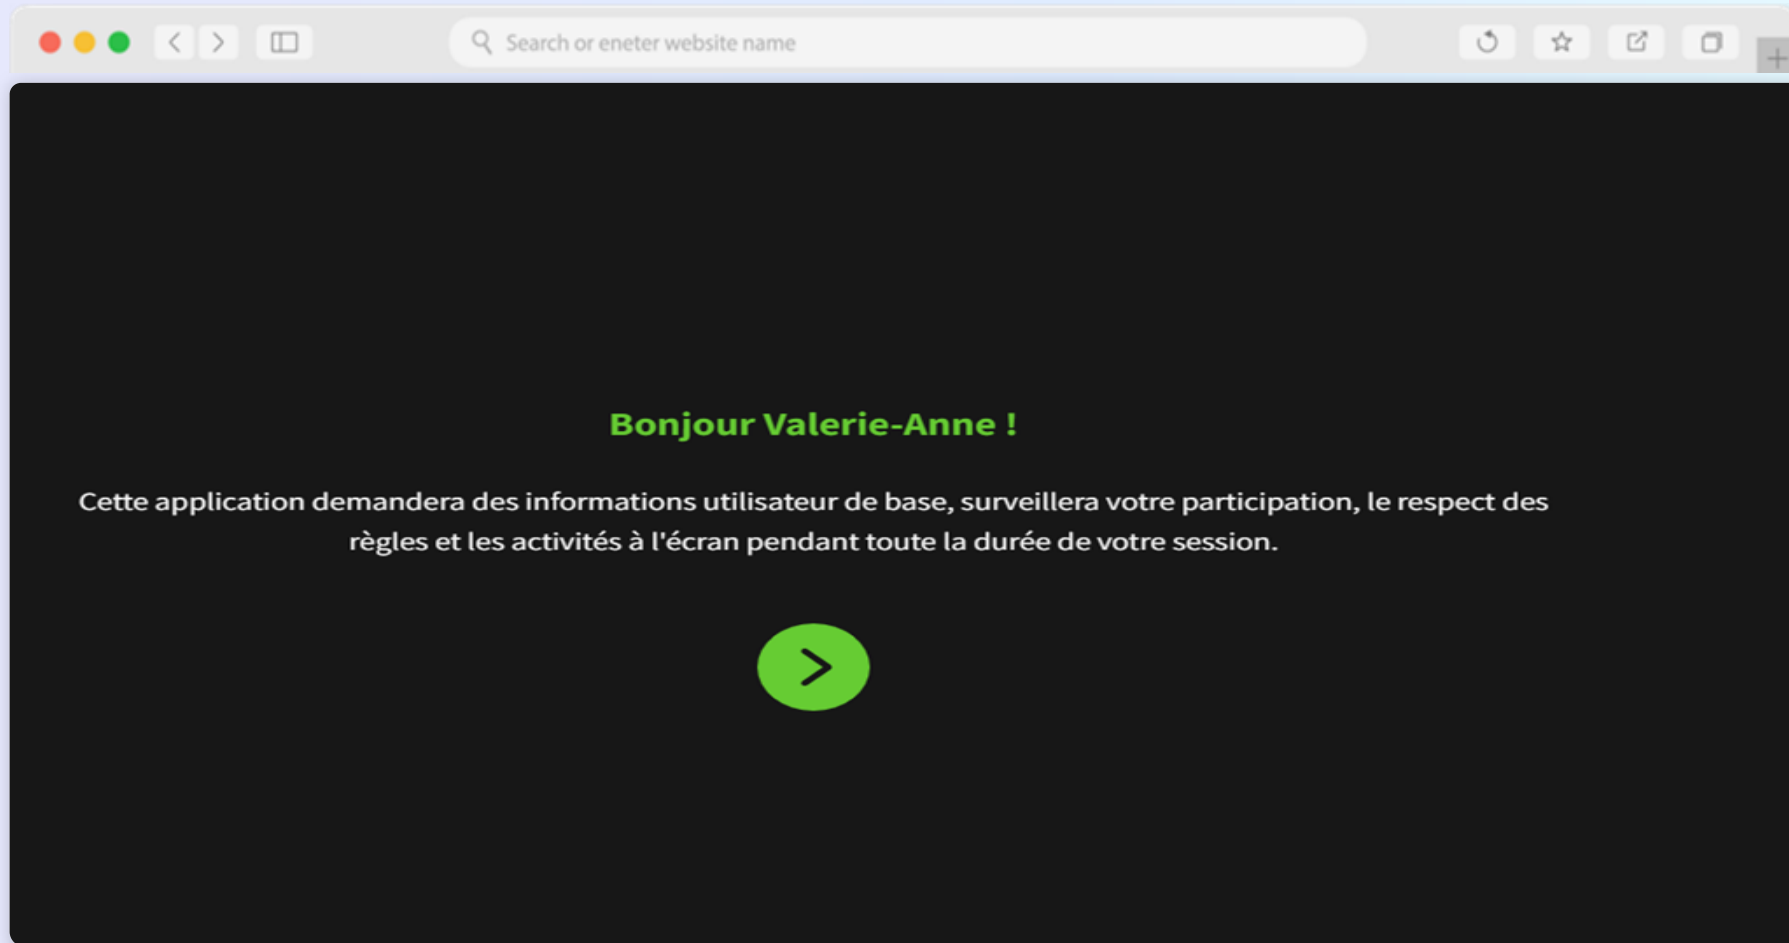 Search or eneter website name
Bonjour Valerie-Anne !
Cette application demandera des informations utilisateur de base, surveillera votre participation, le respect des
règles et les activités à l'écran pendant toute la durée de votre session.